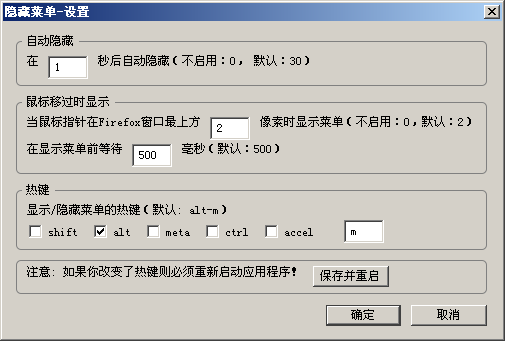 隐藏菜单-设置
自动隐藏
在 1 秒后自动隐藏(不启用:0, 默认:30)
鼠标移过时显示
当鼠标指针在Firefox窗口最上方 2 像素时显示菜单(不启用:0,默认:2)
在显示菜单前等待 500 毫秒(默认:500)
热键
显示/隐藏菜单的热键(默认: alt-m)
shift alt meta ctrl accel m
注意: 如果你改变了热键则必须重新启动应用程序! 保存并重启
确定 取消